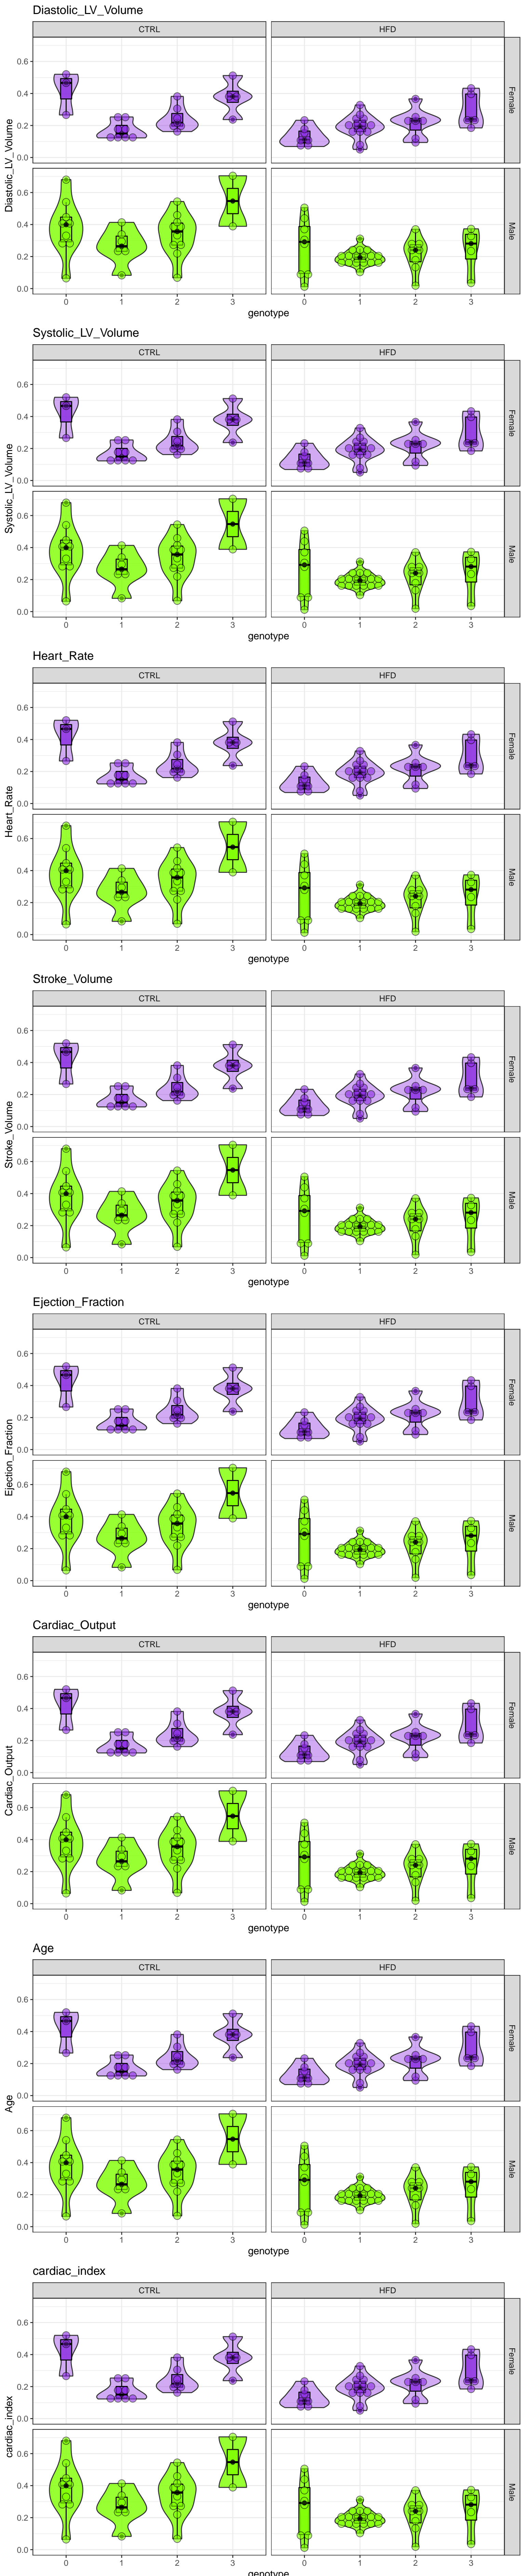 Diastolic_LV_Volume
CTRL
HFD
Diastolic_LV_Volume
0.6
0.4
0.2
0.0
Female
0.6
0.4
0.2
0.0
Male
0 1 2 3
0 1 2 3
genotype
Systolic_LV_Volume
CTRL
HFD
Systolic_LV_Volume
0.6
0.4
0.2
0.0
Female
0.6
0.4
0.2
0.0
Male
0 1 2 3
0 1 2 3
genotype
Heart_Rate
CTRL
HFD
Heart_Rate
0.6
0.4
0.2
0.0
Female
0.6
0.4
0.2
0.0
Male
0 1 2 3
0 1 2 3
genotype
Stroke_Volume
CTRL
HFD
Stroke_Volume
0.6
0.4
0.2
0.0
Female
0.6
0.4
0.2
0.0
Male
0 1 2 3
0 1 2 3
genotype
Ejection_Fraction
CTRL
HFD
Ejection_Fraction
0.6
0.4
0.2
0.0
Female
0.6
0.4
0.2
0.0
Male
0 1 2 3
0 1 2 3
genotype
Cardiac_Output
CTRL
HFD
Cardiac_Output
0.6
0.4
0.2
0.0
Female
0.6
0.4
0.2
0.0
Male
0 1 2 3
0 1 2 3
genotype
Age
CTRL
HFD
Age
0.6
0.4
0.2
0.0
Female
0.6
0.4
0.2
0.0
Male
0 1 2 3
0 1 2 3
genotype
cardiac_index
CTRL
HFD
cardiac_index
0.6
0.4
0.2
0.0
Female
0.6
0.4
0.2
0.0
Male
0 1 2 3
0 1 2 3
genotype